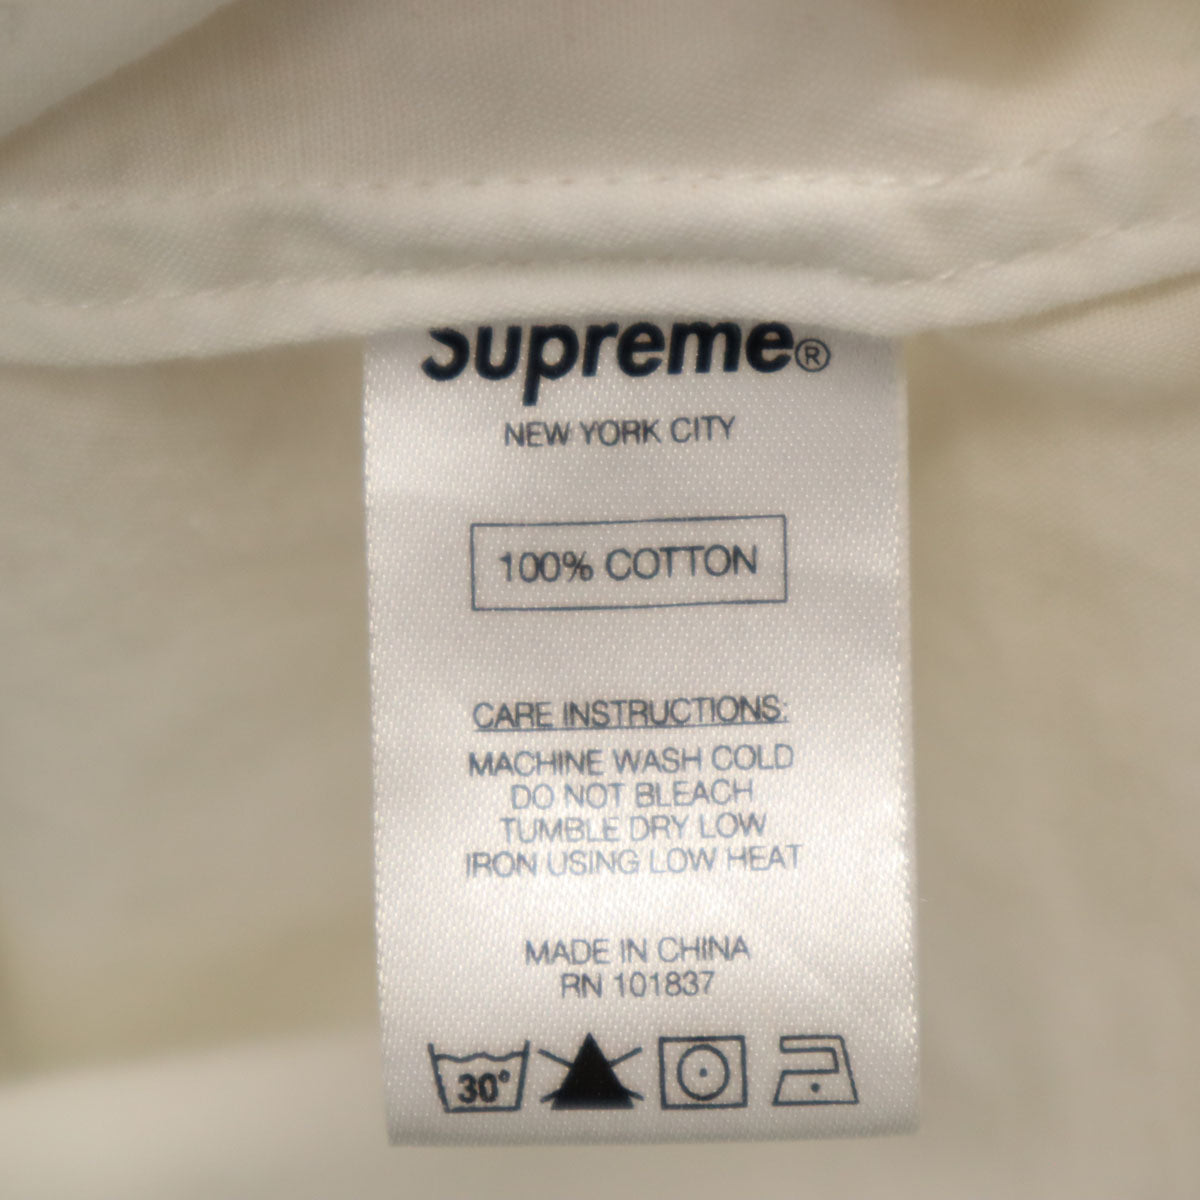 Supreme®
NEW YORK CITY
100% COTTON
CARE INSTRUCTIONS:
MACHINE WASH COLD
DO NOT BLEACH
TUMBLE DRY LOW
IRON USING LOW HEAT
MADE IN CHINA
RN 101837
30°